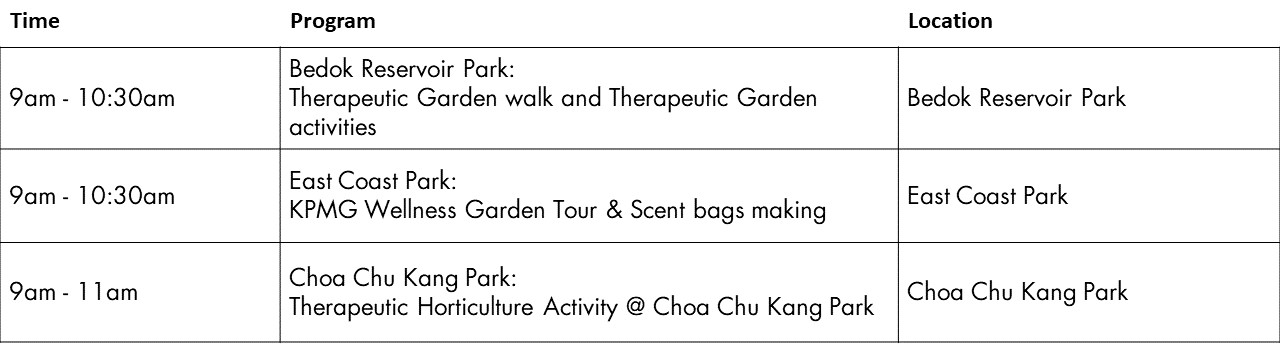 Time Program Location
9am - 10:30am
Bedok Reservoir Park:
Therapeutic Garden walk and Therapeutic Garden
activities
Bedok Reservoir Park
9am - 10:30am
East Coast Park:
KPMG Wellness Garden Tour & Scent bags making
East Coast Park
9am - 11am
Choa Chu Kang Park:
Therapeutic Horticulture Activity @ Choa Chu Kang Park
Choa Chu Kang Park